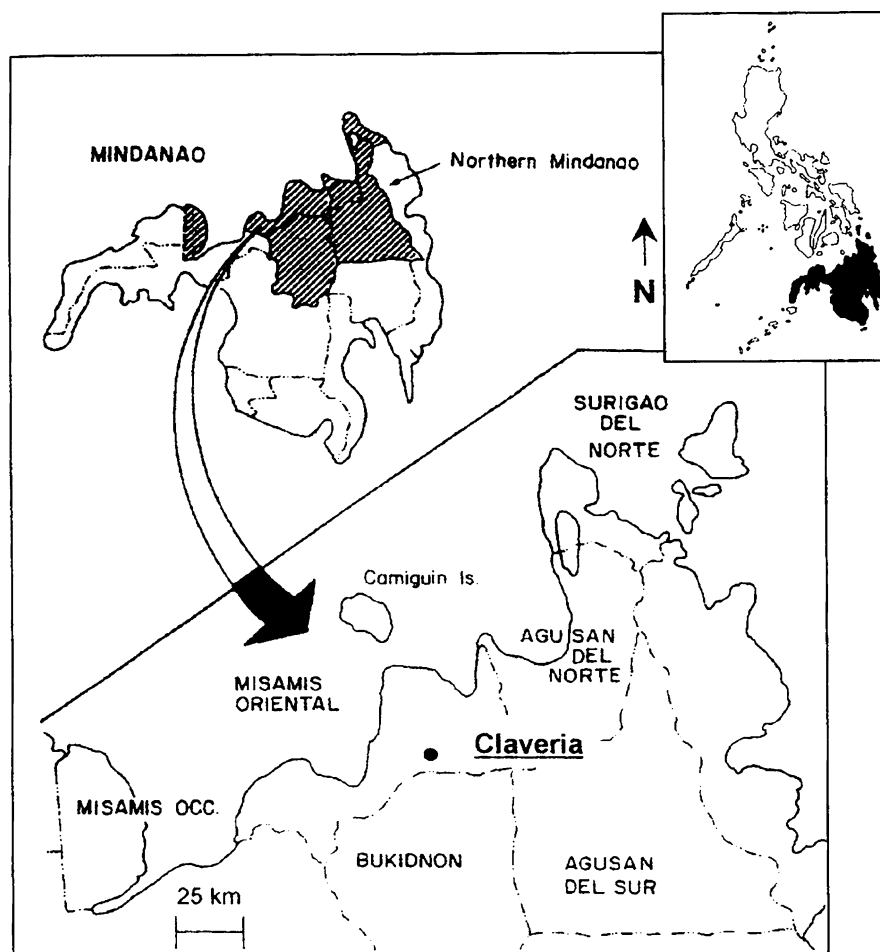 MINDANAO
Northern Mindanao
N
SURIGAO
DEL
NORTE
Camiguin Is.
AGUSAN
DEL
NORTE
MISAMIS
ORIENTAL
Claveria
MISAMIS OCC.
BUKIDNON
AGUSAN
DEL SUR
25 km